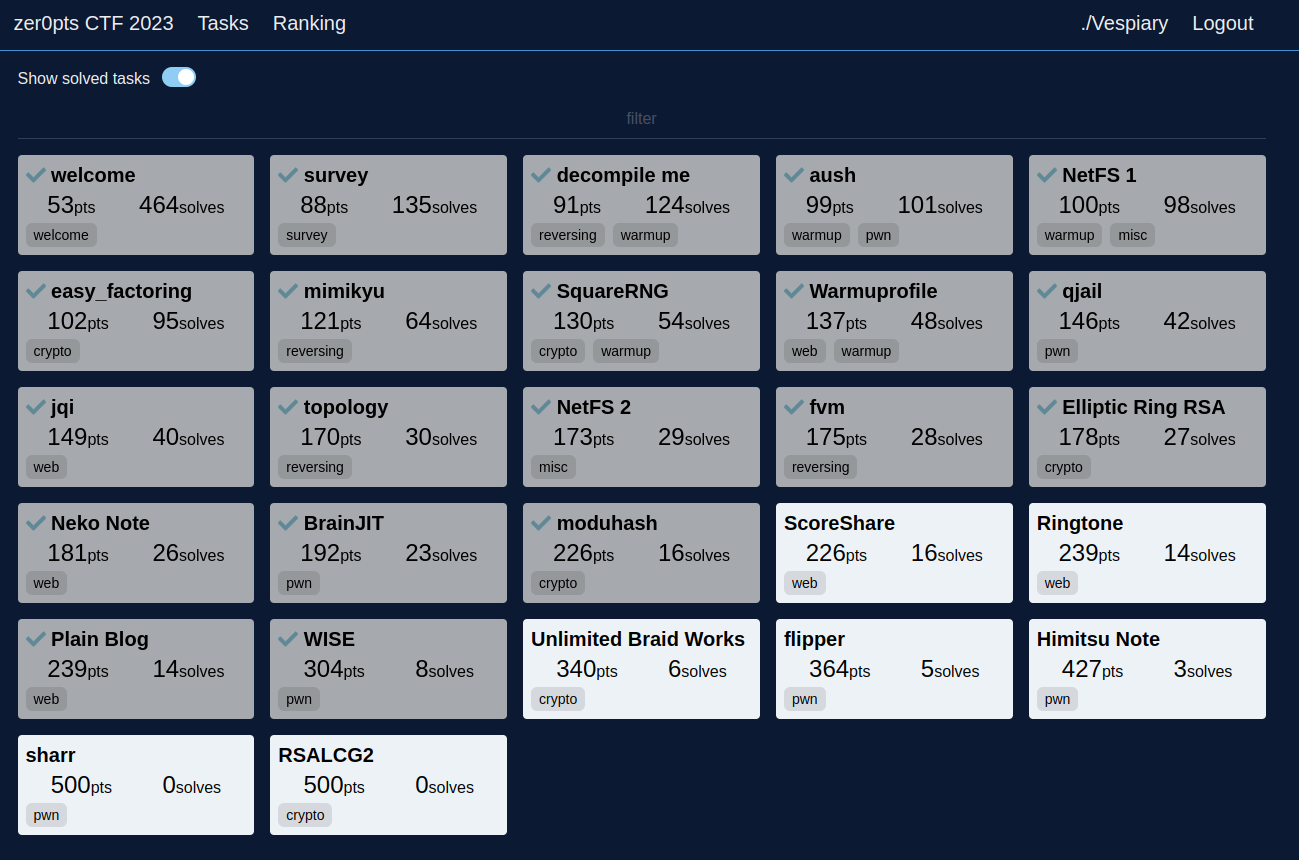 zer0pts CTF 2023 Tasks Ranking ./Vespiary Logout
Show solved tasks
filter
welcome survey decompile me aush NetFS 1
53pts 464solves 88pts 135solves 91pts 124solves 99pts 101solves 100pts 98solves
welcome survey reversing warmup warmup pwn warmup misc
easy_factoring mimikyu SquareRNG Warmuprofile qjail
102pts 95solves 121pts 64solves 130pts 54solves 137pts 48solves 146pts 42solves
crypto reversing crypto warmup web warmup pwn
jqi topology NetFS 2 fvm Elliptic Ring RSA
149pts 40solves 170pts 30solves 173pts 29solves 175pts 28solves 178pts 27solves
web reversing misc reversing crypto
Neko Note BrainJIT moduhash ScoreShare Ringtone
181pts 26solves 192pts 23solves 226pts 16solves 226pts 16solves 239pts 14solves
web pwn crypto web web
Plain Blog WISE Unlimited Braid Works flipper Himitsu Note
239pts 14solves 304pts 8solves 340pts 6solves 364pts 5solves 427pts 3solves
web pwn crypto pwn pwn
sharr RSALCG2
500pts 0solves 500pts 0solves
pwn crypto